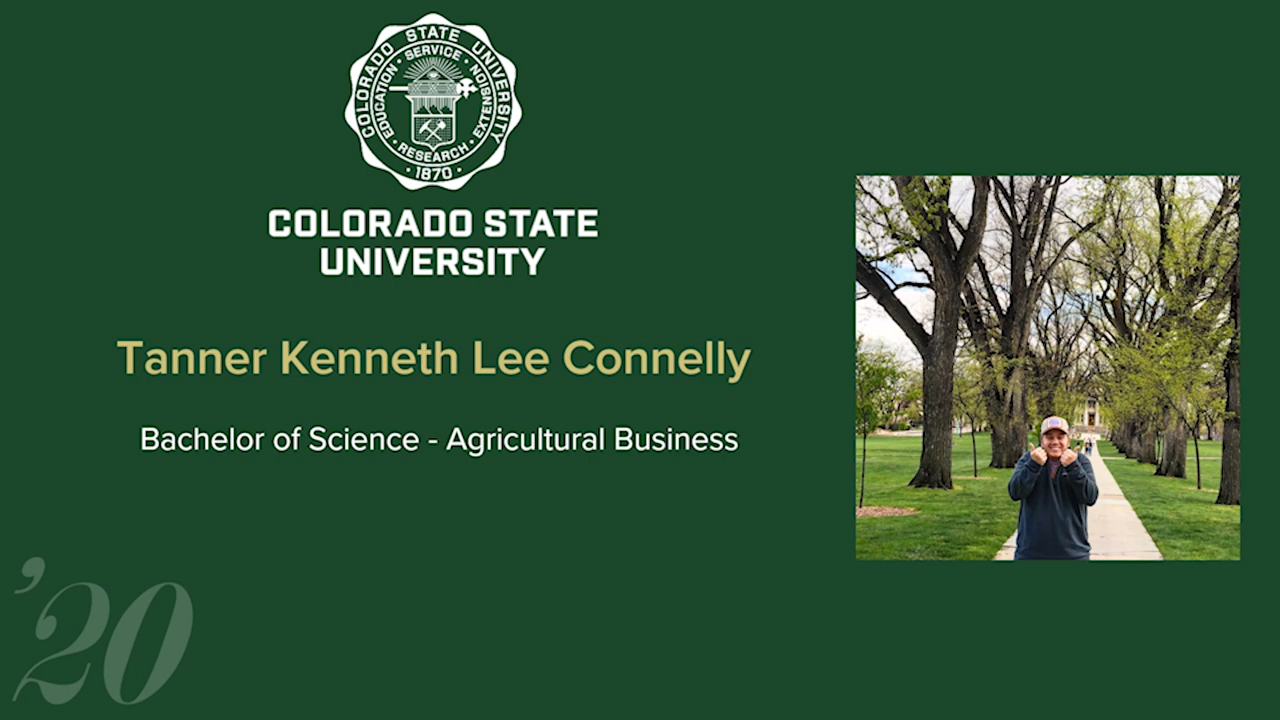 COLORADO STATE UNIVERSITY
EDUCATION • SERVICE • EXTENSION
• RESEARCH •
• 1870 •
COLORADO STATE
UNIVERSITY
Tanner Kenneth Lee Connelly
Bachelor of Science - Agricultural Business
’20